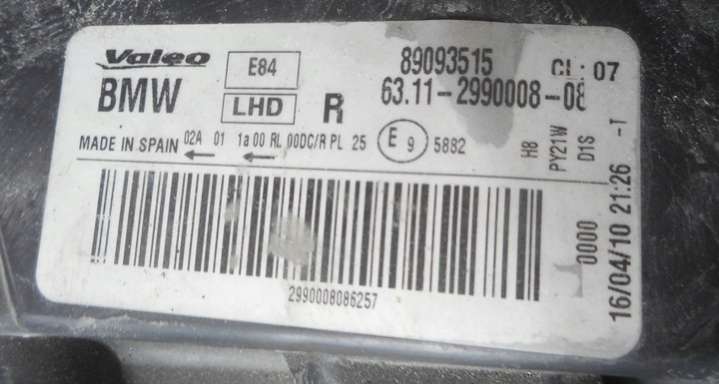 Valeo E84 89093515 CL: 07
BMW LHD R 63.11-2990008-08
MADE IN SPAIN 02A 01 1a 00 RL 00DC/R PL 25 E 9 5882
H8
PY21W
D1S
-T
2990008086257
0000
16/04/10 21:26